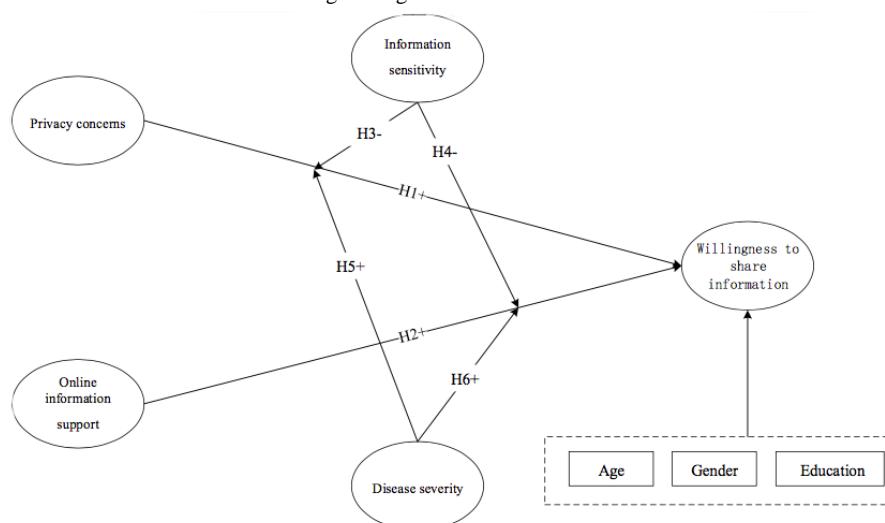 Information
sensitivity
Privacy concerns
H3-
H4-
H1+
Willingness to
share
information
H5+
H2+
Online
information
support
H6+
Disease severity
Age
Gender
Education